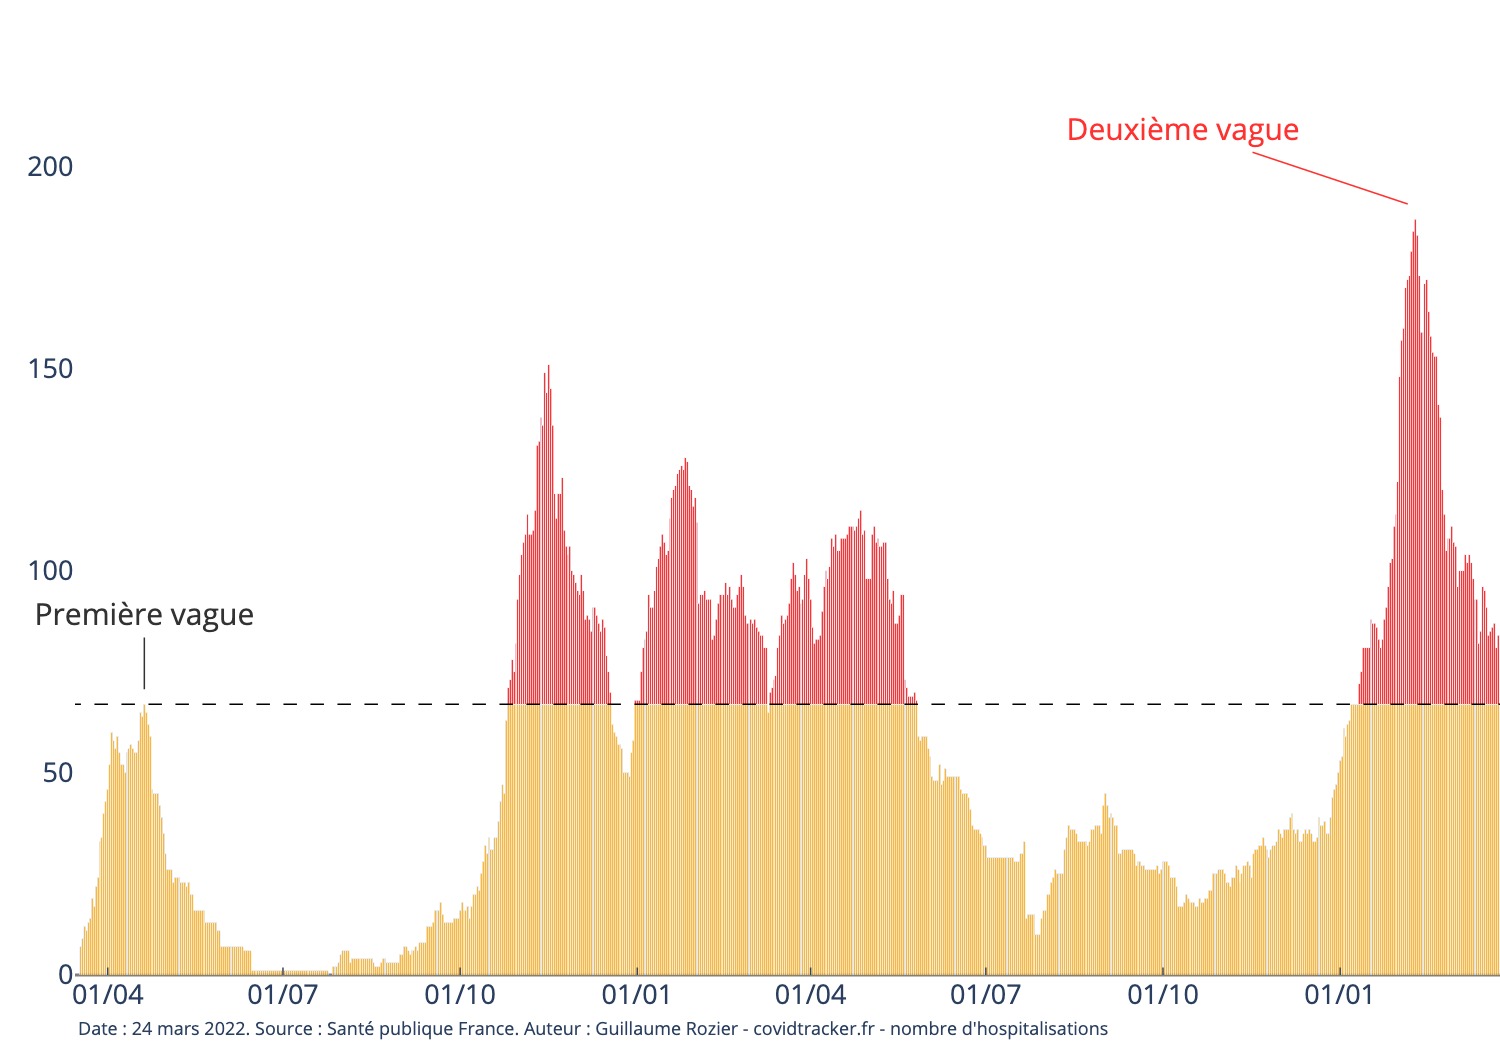 Deuxième vague
200
150
100
Première vague
50
0
01/04 01/07 01/10 01/01 01/04 01/07 01/10 01/01
Date : 24 mars 2022. Source : Santé publique France. Auteur : Guillaume Rozier - covidtracker.fr - nombre d'hospitalisations